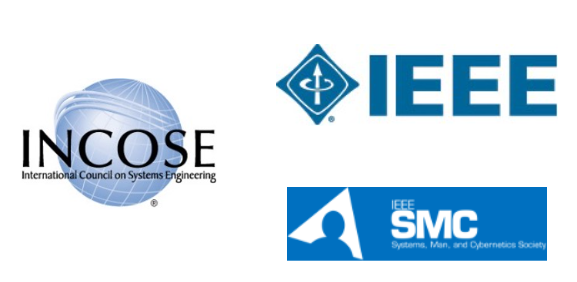 INCOSE
International Council on Systems Engineering
®
IEEE
®
IEEE
SMC
Systems, Man, and Cybernetics Society